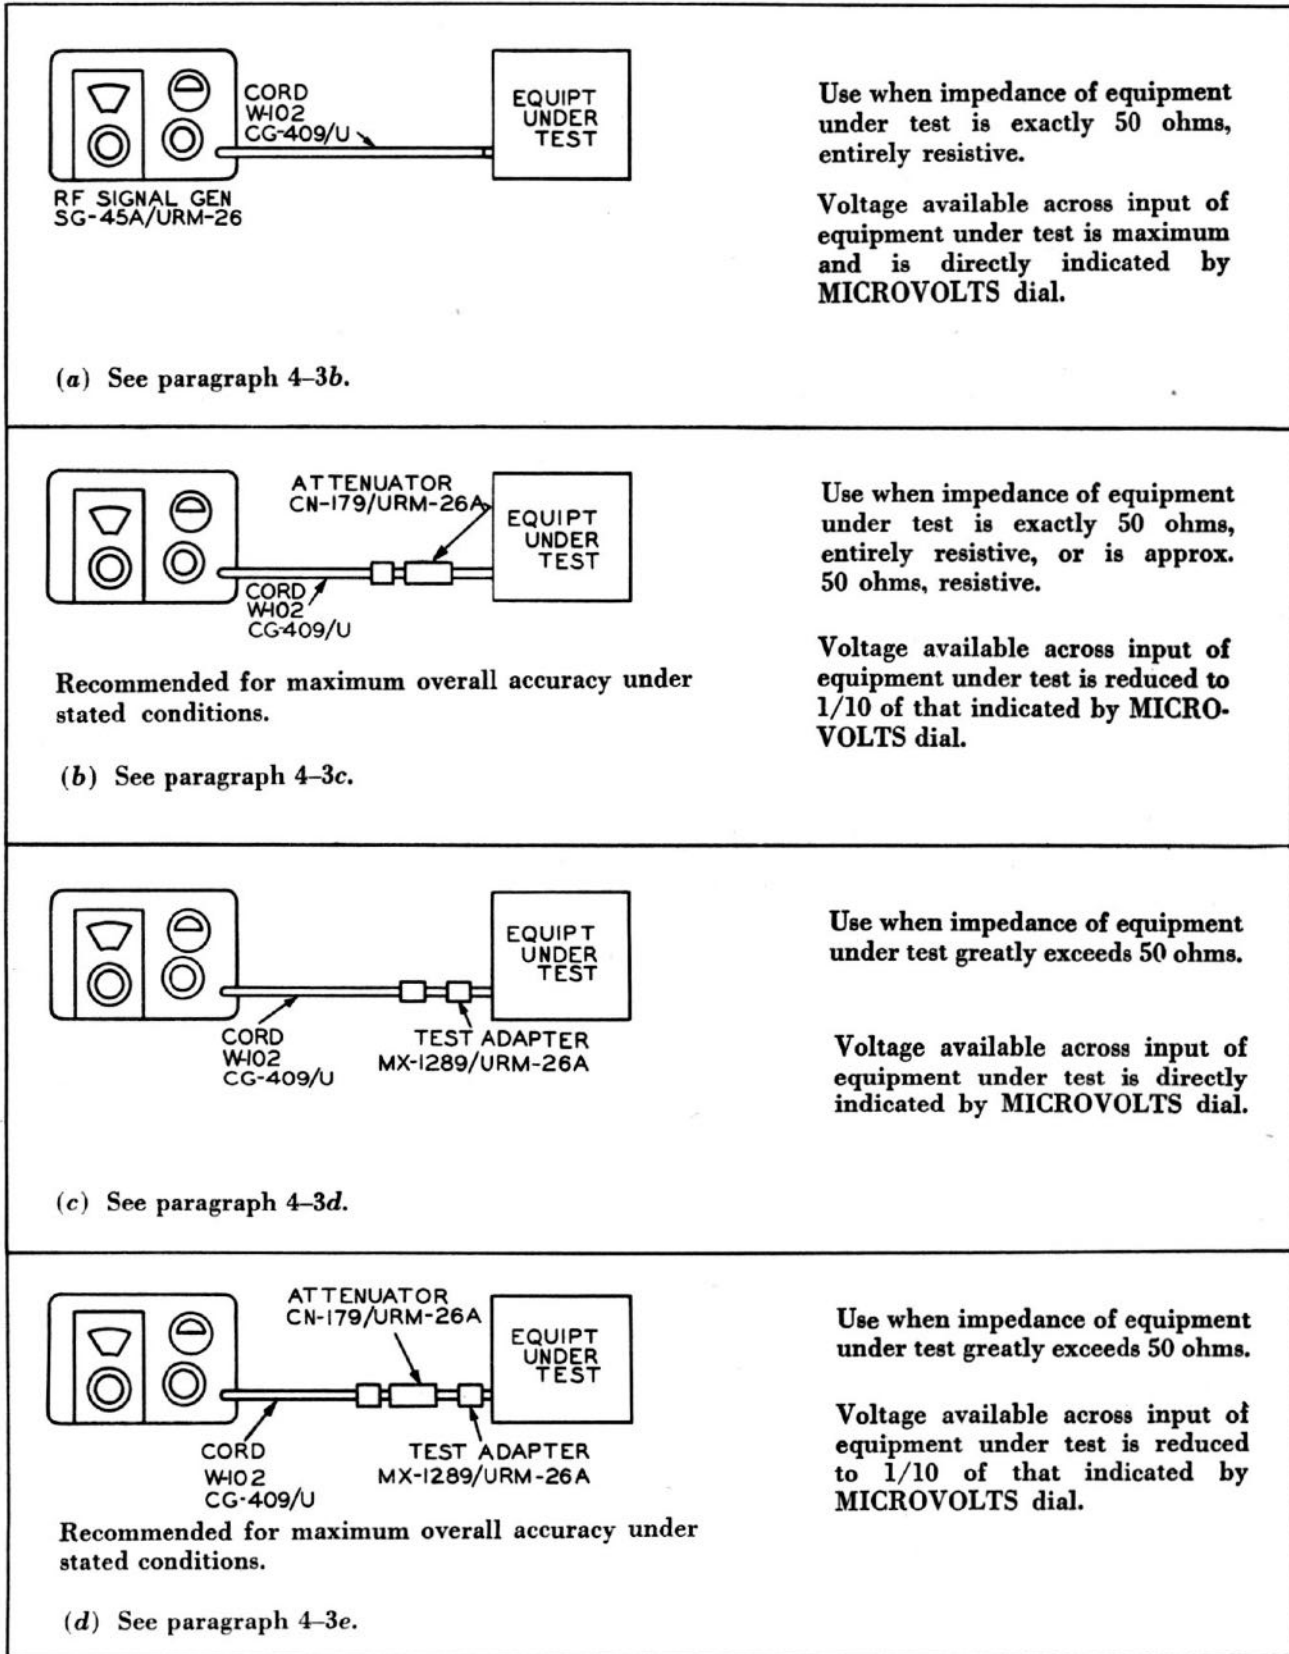 CORD
W-102
CG-409/U
EQUIPT
UNDER
TEST
RF SIGNAL GEN
SG-45A/URM-26
Use when impedance of equipment
under test is exactly 50 ohms,
entirely resistive.
Voltage available across input of
equipment under test is maximum
and is directly indicated by
MICROVOLTS dial.
(a) See paragraph 4–3b.
ATTENUATOR
CN-179/URM-26A
EQUIPT
UNDER
TEST
CORD
W-102
CG-409/U
Use when impedance of equipment
under test is exactly 50 ohms,
entirely resistive, or is approx.
50 ohms, resistive.
Voltage available across input of
equipment under test is reduced to
1/10 of that indicated by MICRO-
VOLTS dial.
Recommended for maximum overall accuracy under
stated conditions.
(b) See paragraph 4–3c.
EQUIPT
UNDER
TEST
CORD
W-102
CG-409/U
TEST ADAPTER
MX-1289/URM-26A
Use when impedance of equipment
under test greatly exceeds 50 ohms.
Voltage available across input of
equipment under test is directly
indicated by MICROVOLTS dial.
(c) See paragraph 4–3d.
ATTENUATOR
CN-179/URM-26A
EQUIPT
UNDER
TEST
CORD
W-102
CG-409/U
TEST ADAPTER
MX-1289/URM-26A
Use when impedance of equipment
under test greatly exceeds 50 ohms.
Voltage available across input of
equipment under test is reduced
to 1/10 of that indicated by
MICROVOLTS dial.
Recommended for maximum overall accuracy under
stated conditions.
(d) See paragraph 4–3e.